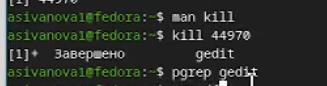 [1] 44970
asivanova1@fedora:~$ man kill
asivanova1@fedora:~$ kill 44970
[1]+  Завершено      gedit
asivanova1@fedora:~$ pgrep gedit